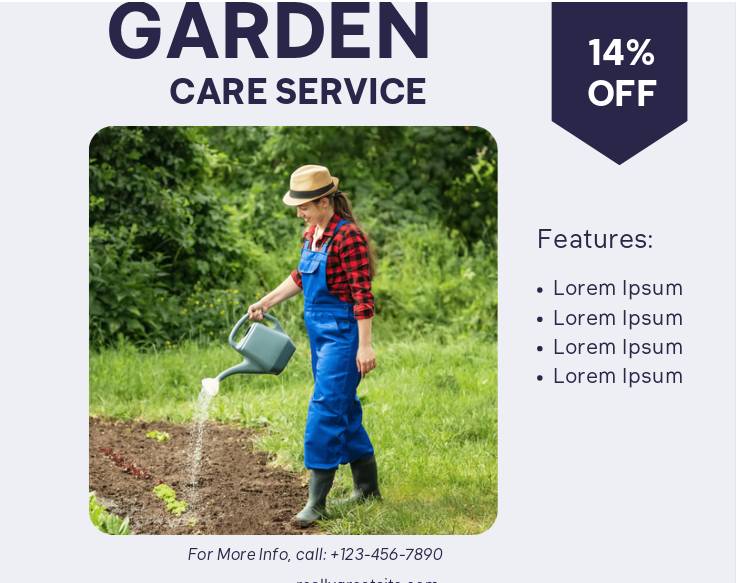 GARDEN
CARE SERVICE
14%
OFF
Features:
• Lorem Ipsum
• Lorem Ipsum
• Lorem Ipsum
• Lorem Ipsum
For More Info, call: +123-456-7890